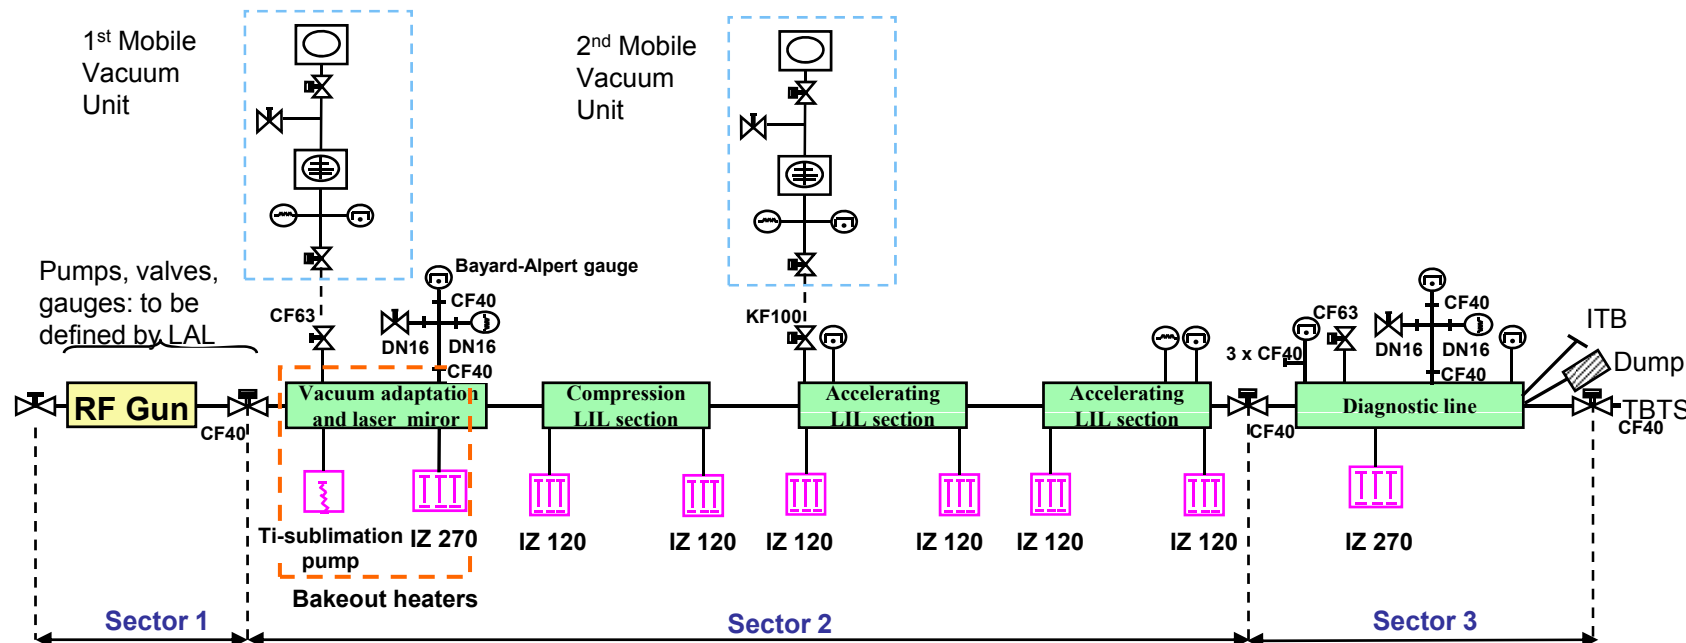 1st Mobile
Vacuum
Unit
2nd Mobile
Vacuum
Unit
Pumps, valves,
gauges: to be
defined by LAL
Bayard-Alpert gauge
CF63
CF40
DN16
DN16
CF40
KF100
3 x CF40
CF63
CF40
DN16
DN16
CF40
ITB
Dump
RF Gun
CF40
Vacuum adaptation
and laser miror
Compression
LIL section
Accelerating
LIL section
Accelerating
LIL section
CF40
Diagnostic line
TBTS
CF40
Ti-sublimation
pump
IZ 270
IZ 120
IZ 120
IZ 120
IZ 120
IZ 120
IZ 120
IZ 270
Bakeout heaters
Sector 1
Sector 2
Sector 3